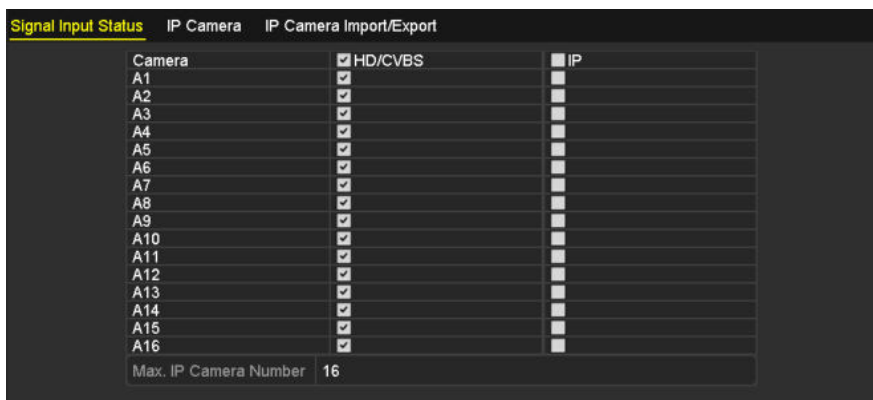 Signal Input Status IP Camera IP Camera Import/Export
Camera HD/CVBS IP
A1
A2
A3
A4
A5
A6
A7
A8
A9
A10
A11
A12
A13
A14
A15
A16
Max. IP Camera Number 16